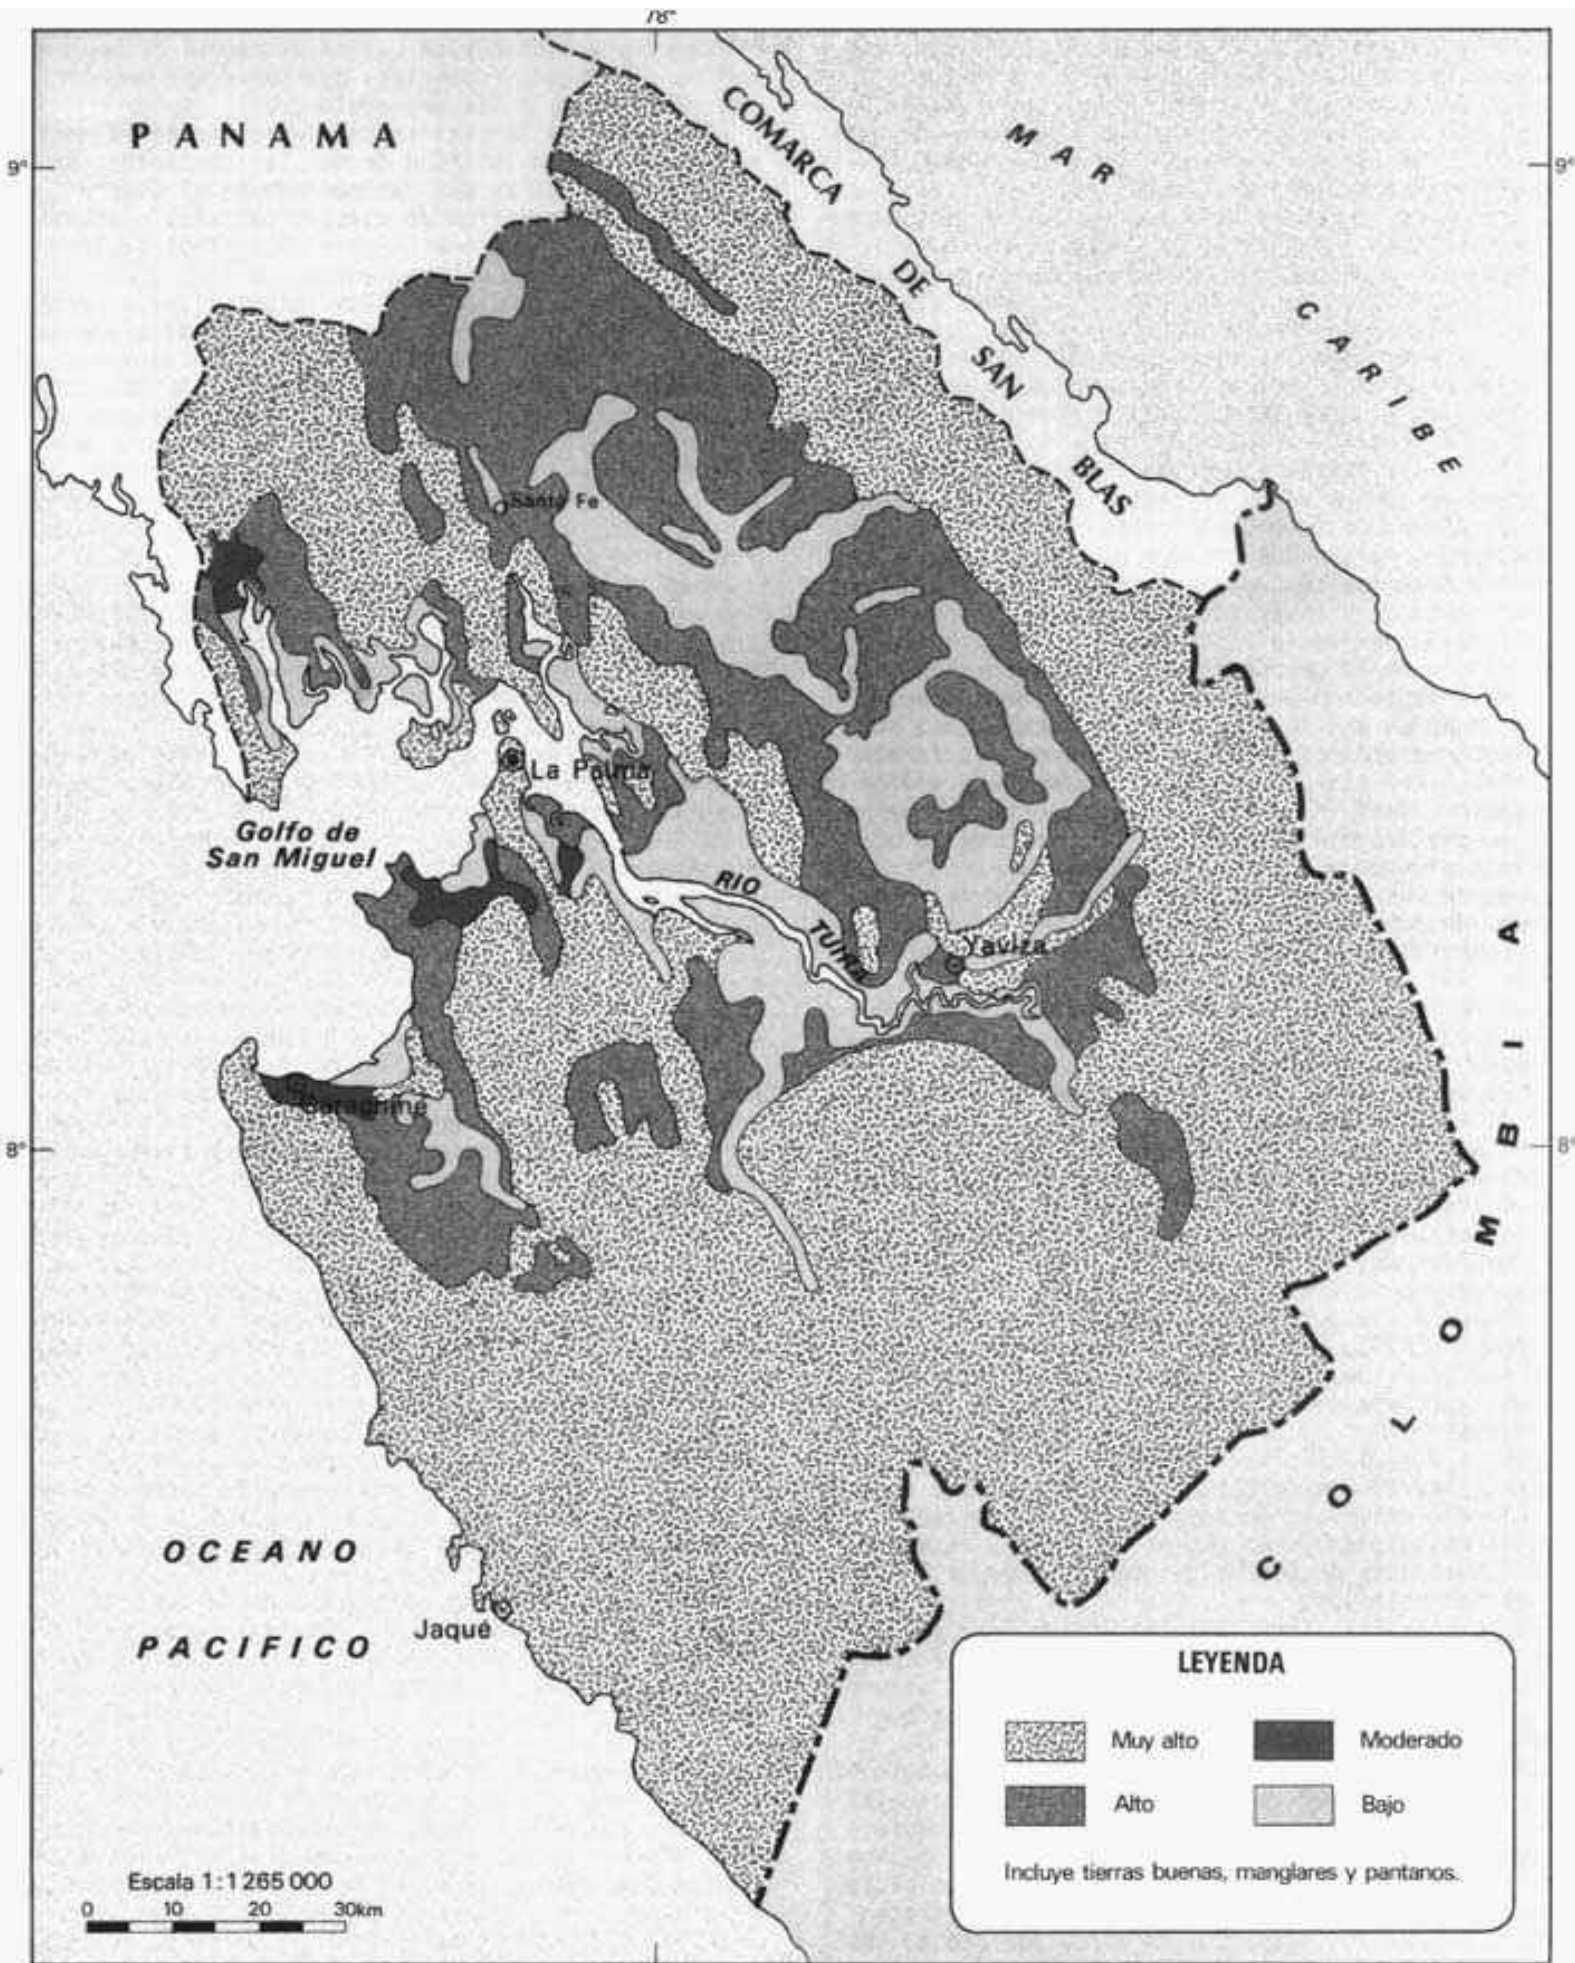 78°
PANAMA
COMARCA
DE
SAN
BLAS
MAR
CARIBE
9°
9°
Santa Fe
La Palma
Golfo de
San Miguel
RIO
TUIRA
Yaviza
Garachiné
8°
8°
COLOMBIA
OCEANO
PACIFICO
Jaqué
LEYENDA
Muy alto
Moderado
Alto
Bajo
Incluye tierras buenas, manglares y pantanos.
Escala 1:1 265 000
0 10 20 30km